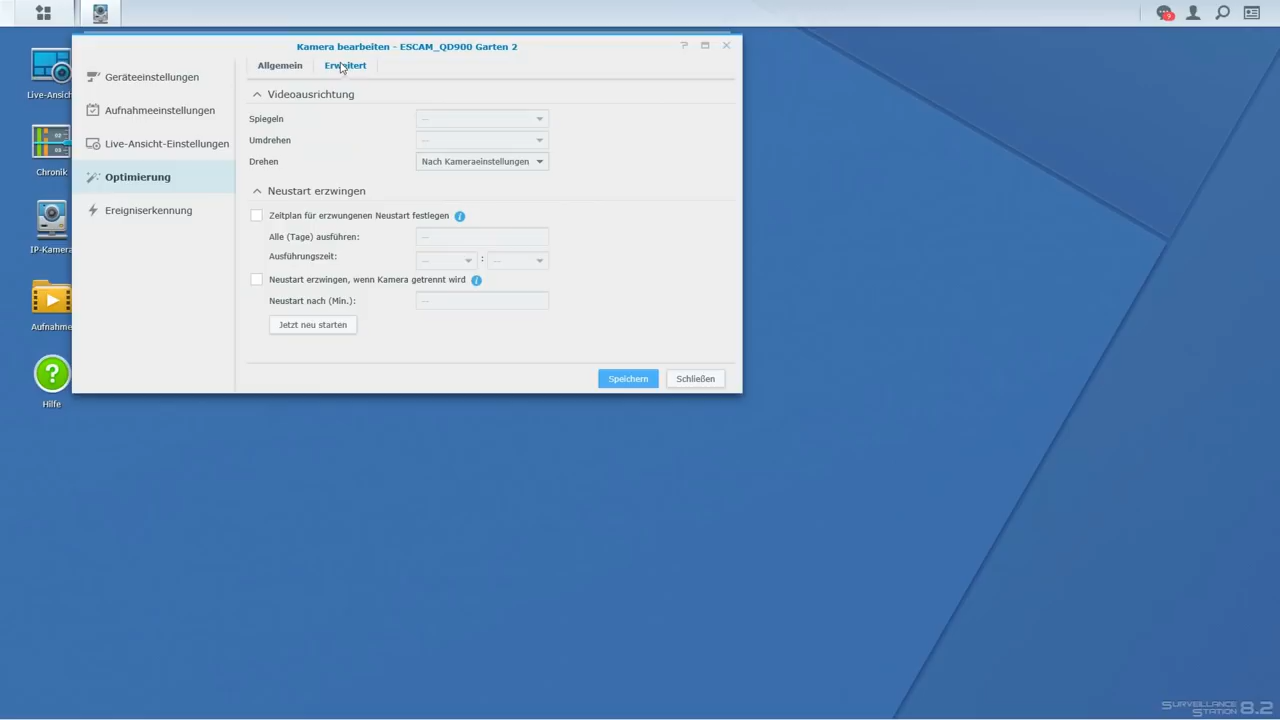 9
Kamera bearbeiten - ESCAM_QD900 Garten 2
?
Allgemein
Erweitert
Geräteeinstellungen
Aufnahmeeinstellungen
Live-Ansicht-Einstellungen
Optimierung
Ereigniserkennung
Videoausrichtung
Spiegeln
---
Umdrehen
---
Drehen
Nach Kameraeinstellungen
Neustart erzwingen
Zeitplan für erzwungenen Neustart festlegen
Alle (Tage) ausführen:
---
Ausführungszeit:
--- : ---
Neustart erzwingen, wenn Kamera getrennt wird
Neustart nach (Min.):
---
Jetzt neu starten
Speichern
Schließen
Live-Ansich
Chronik
IP-Kamera
Aufnahme
?
Hilfe
SURVEILLANCE STATION 8.2